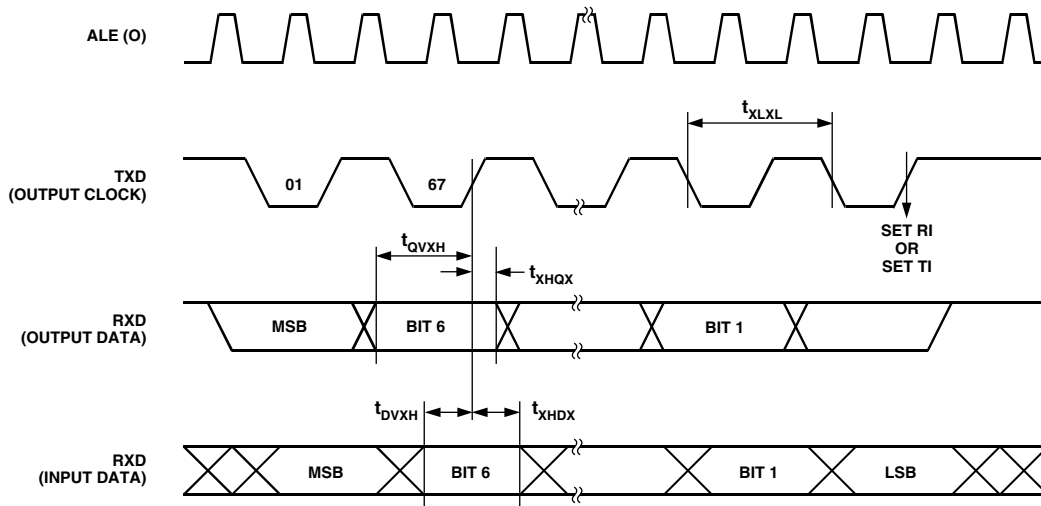 ALE (O)
TXD
(OUTPUT CLOCK)
01
67
tXLXL
SET RI
OR
SET TI
tQVXH
tXHQX
RXD
(OUTPUT DATA)
MSB
BIT 6
BIT 1
tDVXH
tXHDX
RXD
(INPUT DATA)
MSB
BIT 6
BIT 1
LSB